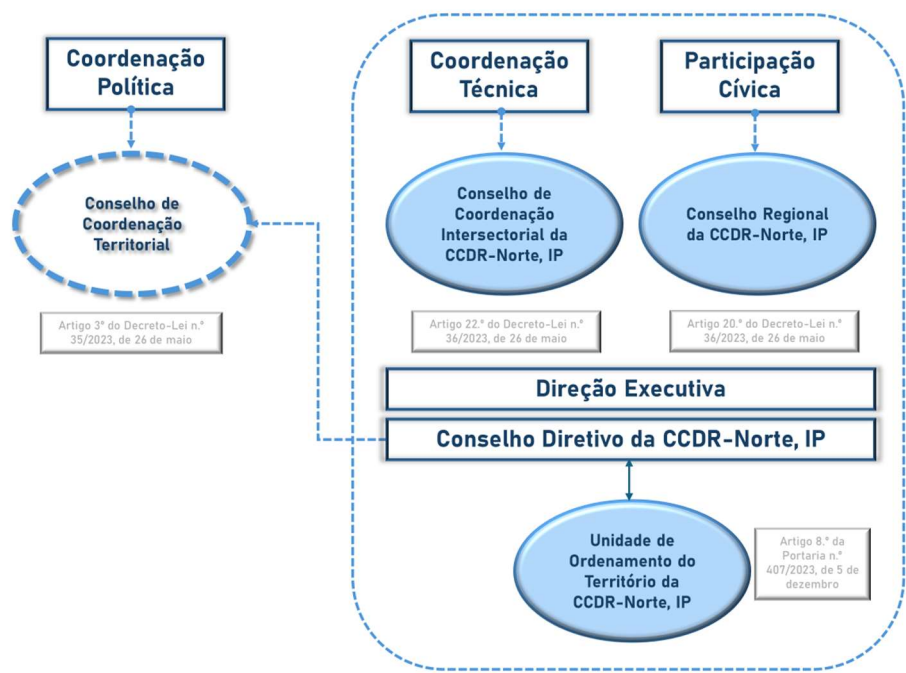 Coordenação
Política
Coordenação
Técnica
Participação
Cívica
Conselho de
Coordenação
Territorial
Conselho de
Coordenação
Intersectorial da
CCDR-Norte, IP
Conselho Regional
da CCDR-Norte, IP
Artigo 3º do Decreto-Lei n.º
35/2023, de 26 de maio
Artigo 22.º do Decreto-Lei n.º
36/2023, de 26 de maio
Artigo 20.º do Decreto-Lei n.º
36/2023, de 26 de maio
Direção Executiva
Conselho Diretivo da CCDR-Norte, IP
Unidade de
Ordenamento do
Território da
CCDR-Norte, IP
Artigo 8.º da
Portaria n.º
407/2023, de 5 de
dezembro